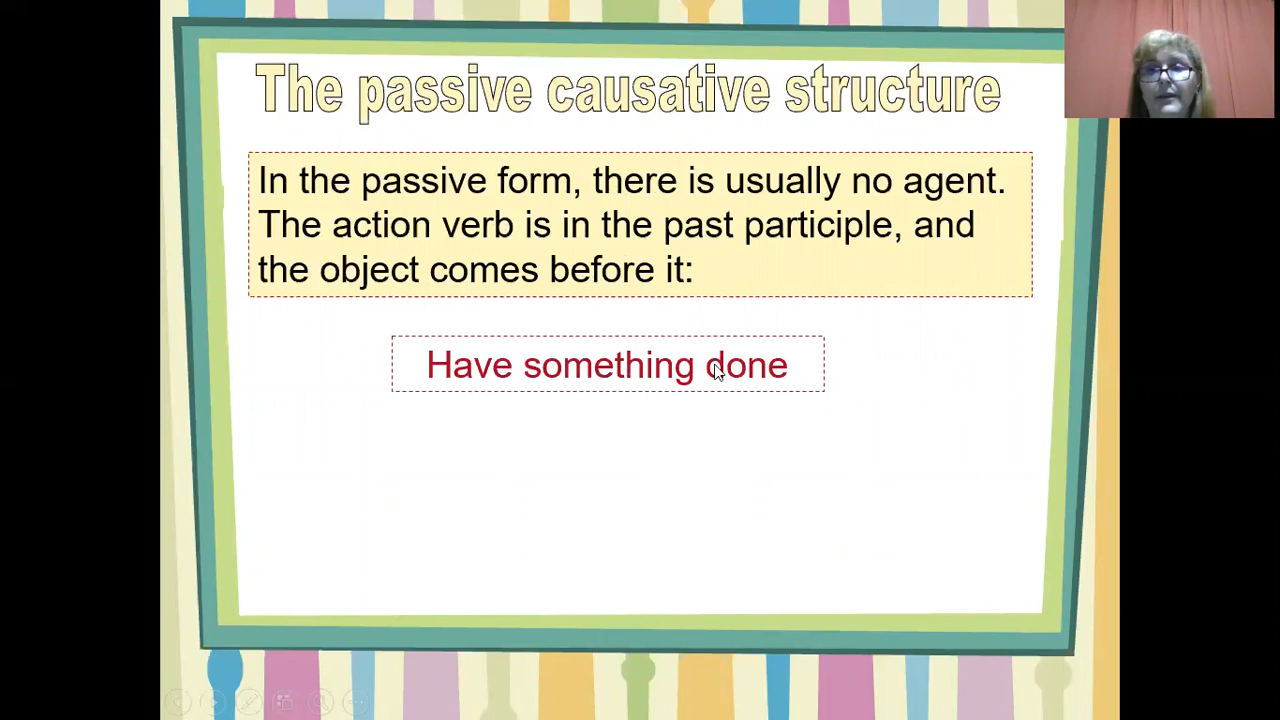 The passive causative structure
In the passive form, there is usually no agent.
The action verb is in the past participle, and
the object comes before it:
Have something done